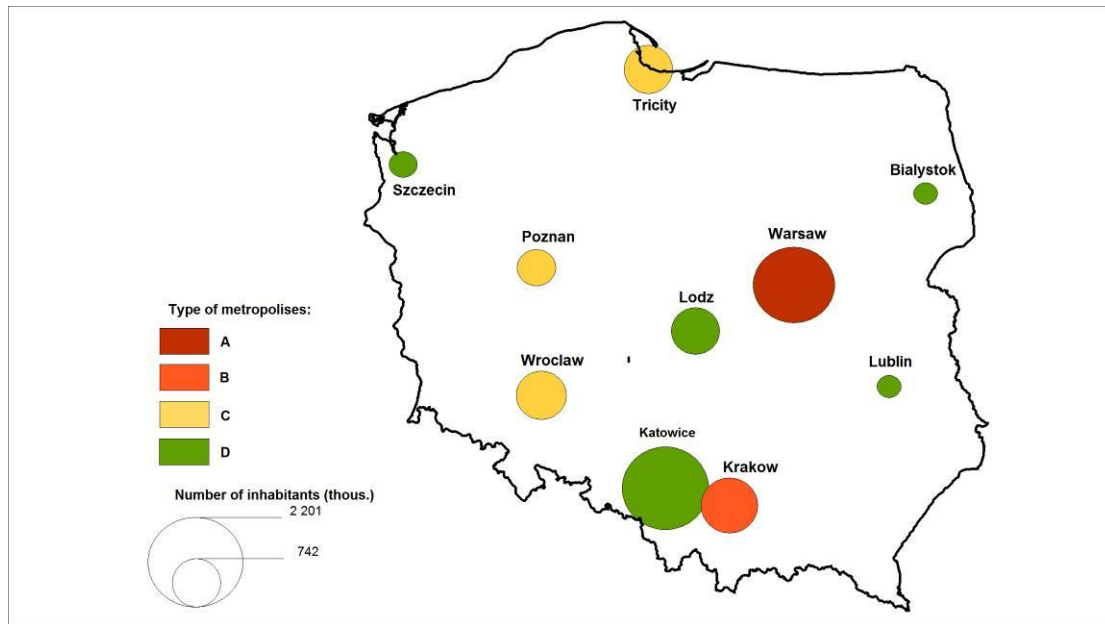 Tricity
Szczecin
Bialystok
Poznan
Warsaw
Lodz
Wroclaw
Lublin
Katowice
Krakow
Type of metropolises:
A
B
C
D
Number of inhabitants (thous.)
2 201
742